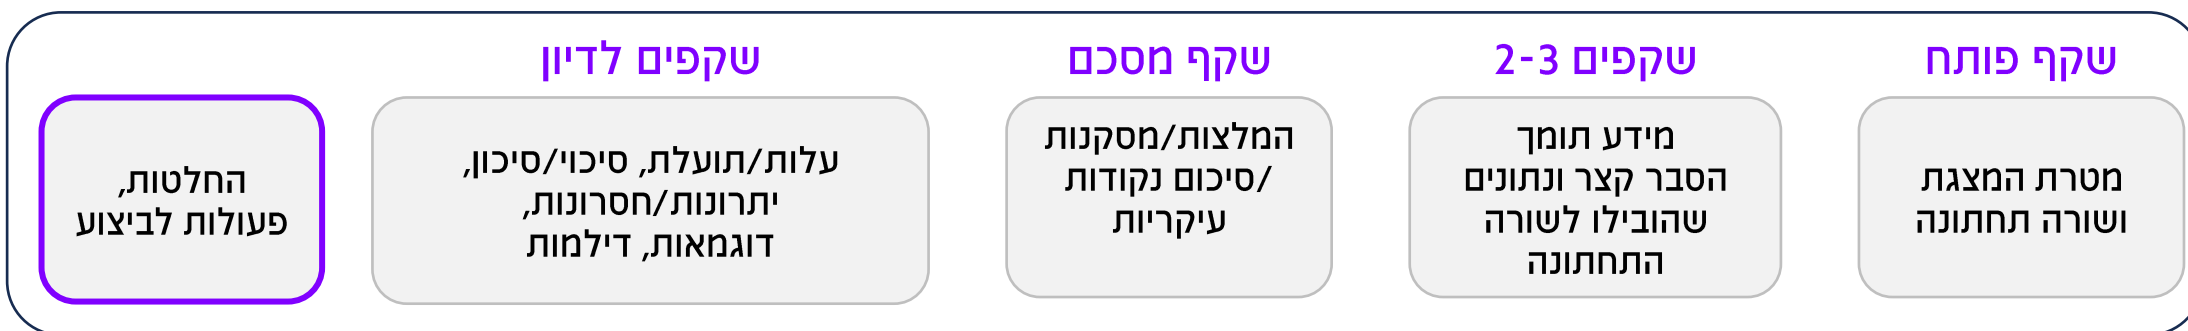 שקף פותח
מטרת המצגת
ושורה תחתונה
שקפים 2-3
מידע תומך
הסבר קצר ונתונים
שהובילו לשורה
התחתונה
שקף מסכם
המלצות/מסקנות
/סיכום נקודות
עיקריות
שקפים לדיון
עלות/תועלת, סיכוי/סיכון,
יתרונות/חסרונות,
דוגמאות, דילמות
החלטות,
פעולות לביצוע